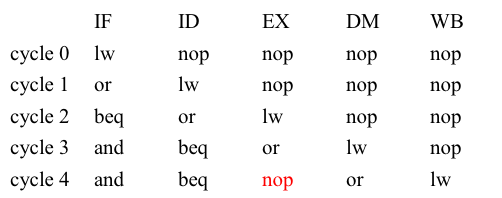 IF ID EX DM WB
cycle 0 lw nop nop nop nop
cycle 1 or lw nop nop nop
cycle 2 beq or lw nop nop
cycle 3 and beq or lw nop
cycle 4 and beq nop or lw